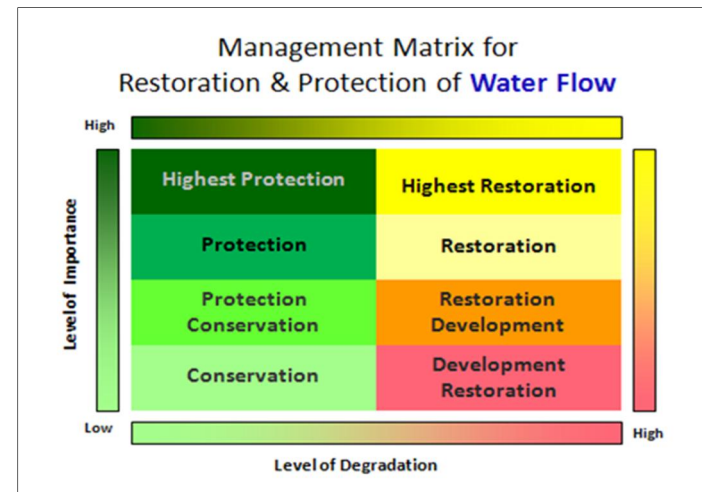 Management Matrix for
Restoration & Protection of Water Flow
High
Highest Protection
Highest Restoration
Protection
Restoration
Protection
Conservation
Restoration
Development
Conservation
Development
Restoration
Level of Importance
Low
High
Level of Degradation